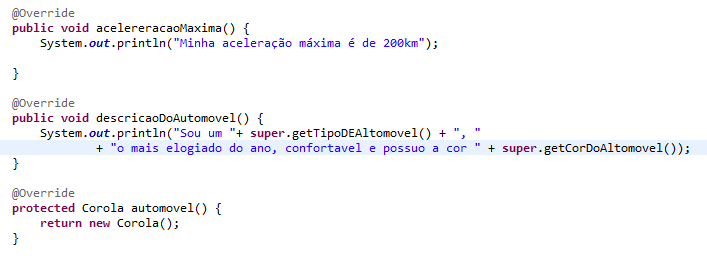 @Override
public void acelereracaoMaxima() {
System.out.println("Minha aceleração máxima é de 200km");
}
@Override
public void descricaoDoAutomovel() {
System.out.println("Sou um "+ super.getTipoDEAltomovel() + ", "
+ "o mais elogiado do ano, confortavel e possuo a cor " + super.getCorDoAltomovel());
}
@Override
protected Corola automovel() {
return new Corola();
}